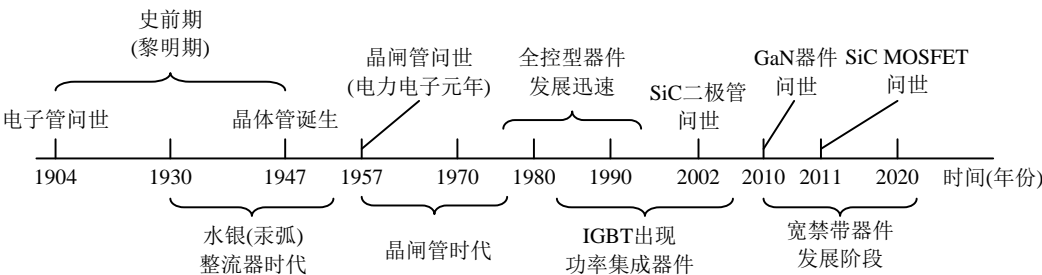 史前期
(黎明期)
电子管问世
晶体管诞生
晶闸管问世
(电力电子元年)
全控型器件
发展迅速
SiC二极管
问世
GaN器件
问世
SiC MOSFET
问世
1904
1930
1947
1957
1970
1980
1990
2002
2010
2011
2020
时间(年份)
水银(汞弧)
整流器时代
晶闸管时代
IGBT出现
功率集成器件
宽禁带器件
发展阶段